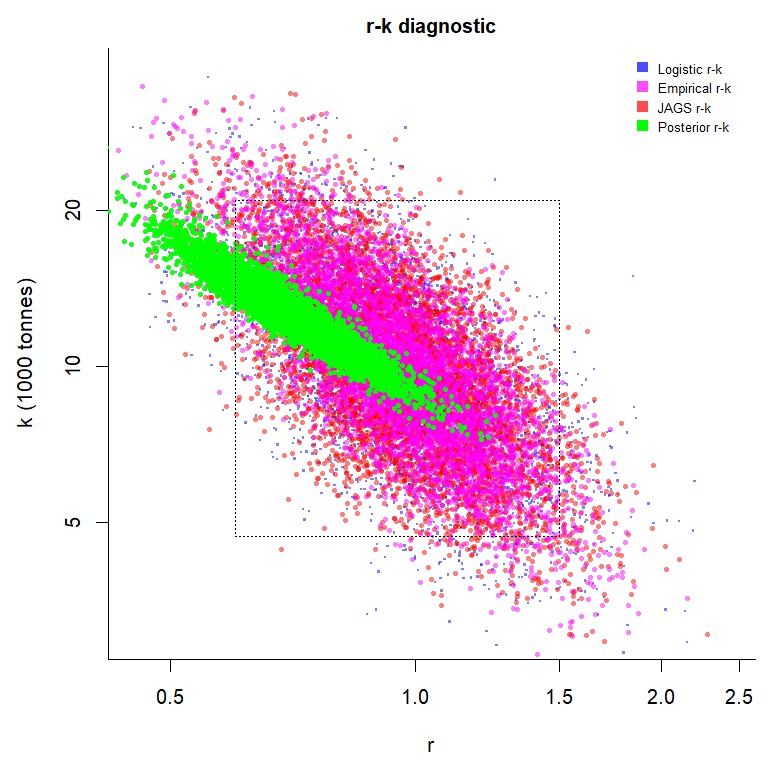 r-k diagnostic
Logistic r-k
Empirical r-k
JAGS r-k
Posterior r-k
k (1000 tonnes)
20
10
5
0.5 1.0 1.5 2.0 2.5
r